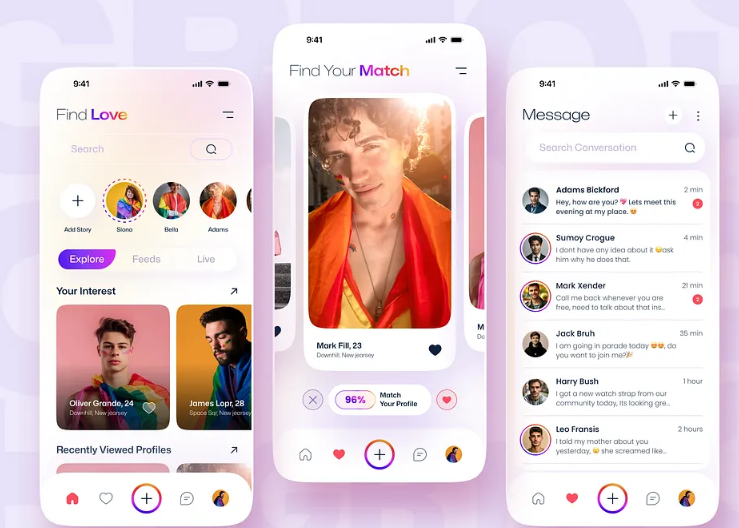 9:41
Find Love
Search
Add Story
Siono
Bella
Adams
Explore
Feeds
Live
Your Interest
Oliver Grande, 24
Downhill, New jearsey
James Lopr, 28
Space Sqr, New jearsey
Recently Viewed Profiles
9:41
Find Your Match
Mark Fill, 23
Downhill, New jearsey
M
96%
Match
Your Profile
9:41
Message
Search Conversation
Adams Bickford
2 min
Hey, how are you? 💘 Lets meet this
evening at my place. 😍
2
Sumoy Crogue
4 min
I dont have any idea about it 😔ask
him why he does that.
Mark Xender
21 min
Call me back whenever you are
free, need to talk about that ins...
Jack Bruh
35 min
I am going in parade today 😍😍, do
you want to join me?🎉
Harry Bush
1 hour
I got a new watch strap from our
community today, its looking gre...
Leo Fransis
2 hours
I told my mother about you
yesterday, 😔 she screamed like...